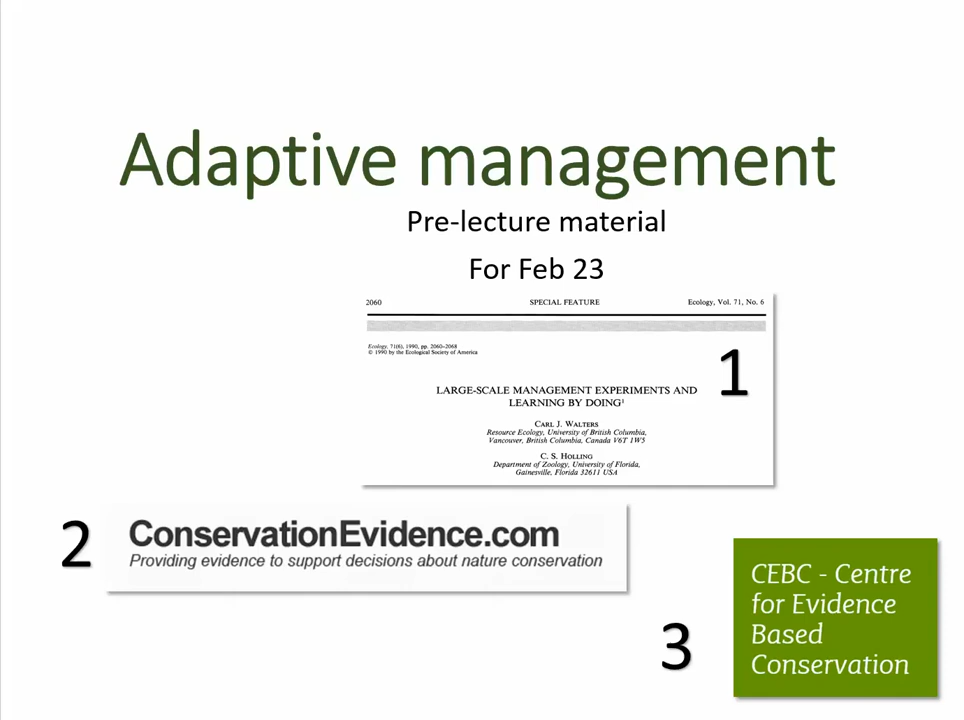 Adaptive management
Pre-lecture material
For Feb 23
2060 SPECIAL FEATURE Ecology, Vol. 71, No. 6
Ecology, 71(6), 1990, pp. 2060–2068
© 1990 by the Ecological Society of America
1
LARGE-SCALE MANAGEMENT EXPERIMENTS AND
LEARNING BY DOING¹
CARL J. WALTERS
Resource Ecology, University of British Columbia,
Vancouver, British Columbia, Canada V6T 1W5
C. S. HOLLING
Department of Zoology, University of Florida,
Gainesville, Florida 32611 USA
2
ConservationEvidence.com
Providing evidence to support decisions about nature conservation
3
CEBC - Centre
for Evidence
Based
Conservation